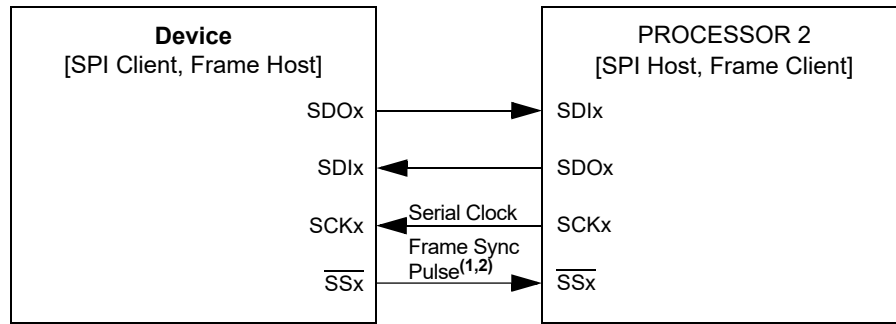 Device
[SPI Client, Frame Host]
PROCESSOR 2
[SPI Host, Frame Client]
SDOx
SDIx
SDIx
SDOx
SCKx
Serial Clock
SCKx
Frame Sync
Pulse(1,2)
SSx
SSx